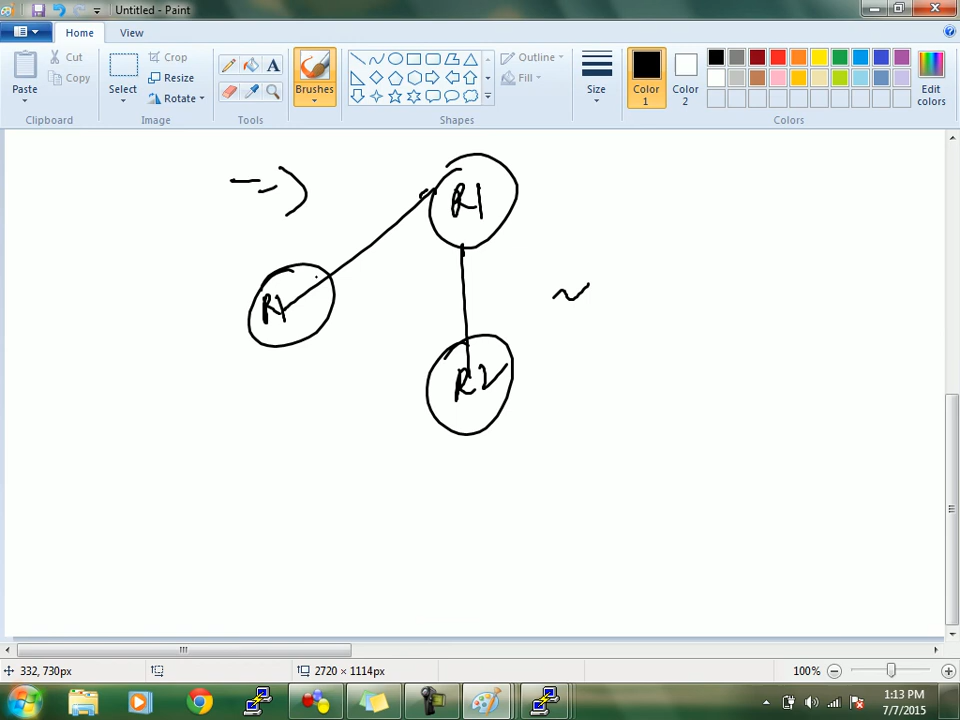 Untitled - Paint
Home View
Cut
Copy
Paste
Clipboard
Select
Crop
Resize
Rotate
Image
A
Tools
Brushes
Outline
Fill
Shapes
Size
Color 1
Color 2
Edit colors
Colors
R1
R1
R2
332, 730px
2720 × 1114px
100%
1:13 PM
7/7/2015